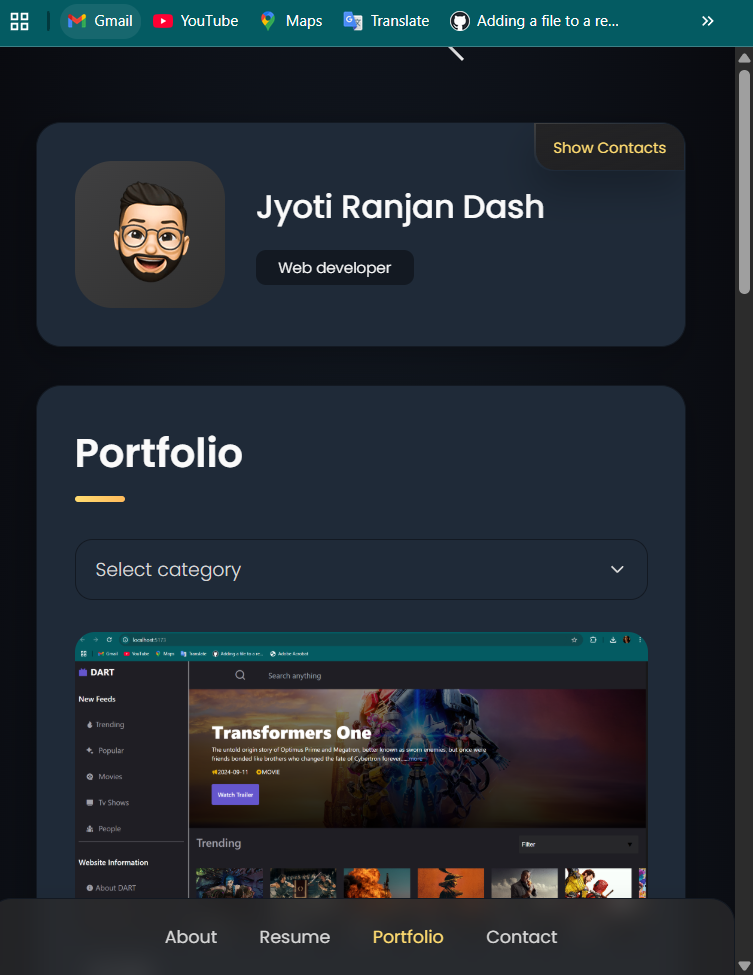 Gmail YouTube Maps Translate Adding a file to a re...
Show Contacts
Jyoti Ranjan Dash
Web developer
Portfolio
Select category
localhost:5173
Gmail YouTube Maps Translate Adding a file to a re... Adobe Acrobat
DART
Search anything
New Feeds
Trending
Popular
Movies
Tv Shows
People
Website Information
About DART
Transformers One
The untold origin story of Optimus Prime and Megatron, better known as sworn enemies, but once were
friends bonded like brothers who changed the fate of Cybertron forever....more
2024-09-11 MOVIE
Watch Trailer
Trending
Filter
About Resume Portfolio Contact